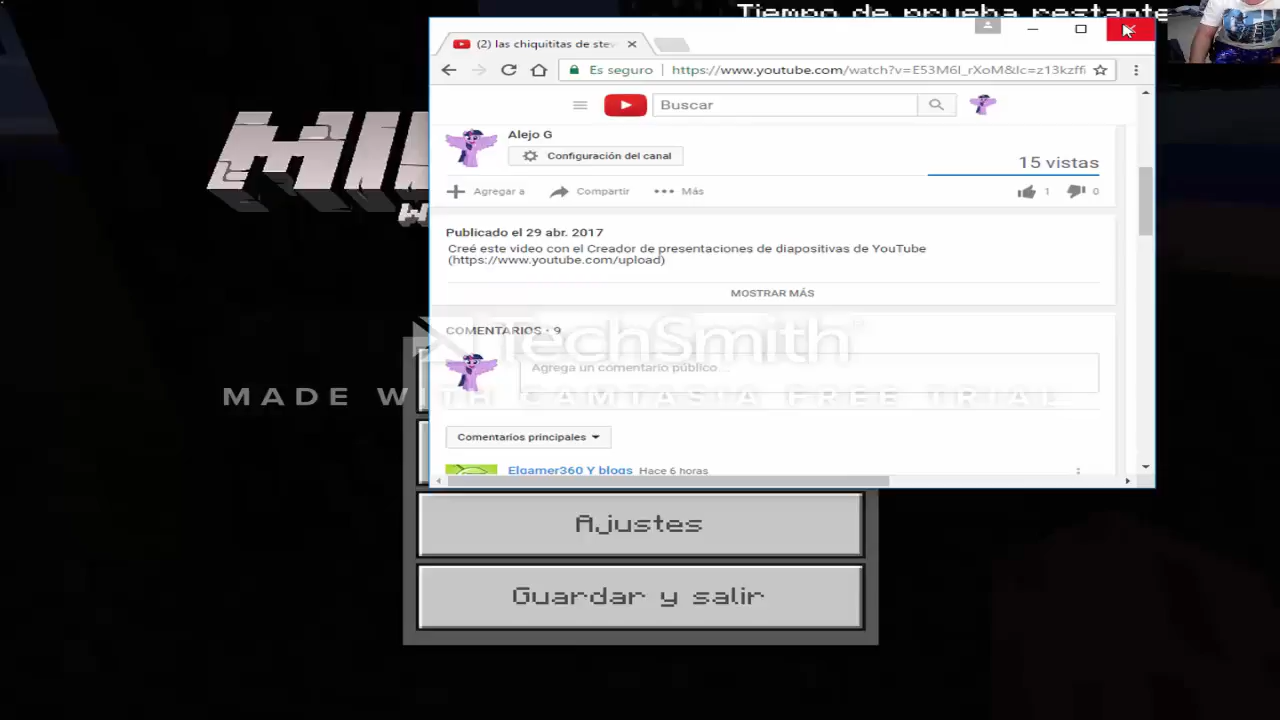 Tiempo de prueba restante
(2) las chiquititas de stev
Es seguro
https://www.youtube.com/watch?v=E53M6I_rXoM&lc=z13kzffi
Buscar
Alejo G
Configuración del canal
15 vistas
Agregar a
Compartir
Más
1
0
Publicado el 29 abr. 2017
Creé este video con el Creador de presentaciones de diapositivas de YouTube
(https://www.youtube.com/upload)
MOSTRAR MÁS
COMENTARIOS · 9
TechSmith
Agrega un comentario público...
MADE WITH CAMTASIA FREE TRIAL
Comentarios principales
Elgamer360 Y blogs Hace 6 horas
Ajustes
Guardar y salir